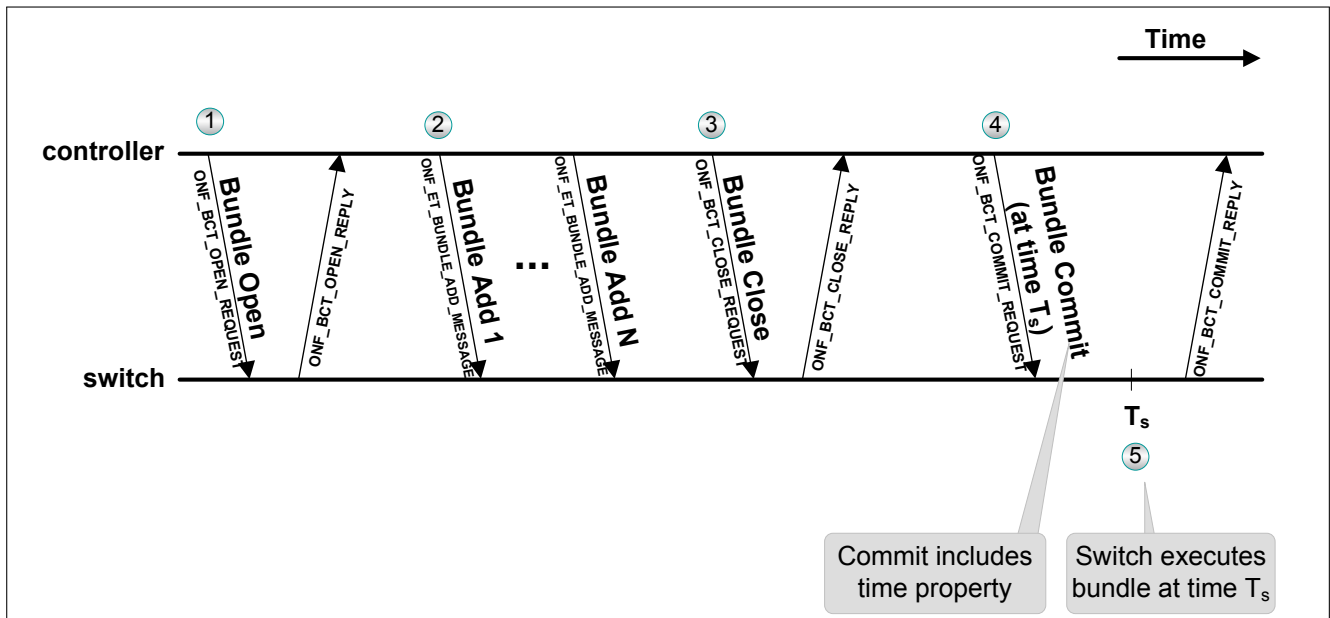 Time
1
2
3
4
controller
Bundle Open
ONF_BCT_OPEN_REQUEST
ONF_BCT_OPEN_REPLY
Bundle Add 1
ONF_ET_BUNDLE_ADD_MESSAGE
...
Bundle Add N
ONF_ET_BUNDLE_ADD_MESSAGE
Bundle Close
ONF_BCT_CLOSE_REQUEST
ONF_BCT_CLOSE_REPLY
Bundle Commit
(at time Ts)
ONF_BCT_COMMIT_REQUEST
ONF_BCT_COMMIT_REPLY
switch
Ts
5
Commit includes
time property
Switch executes
bundle at time Ts